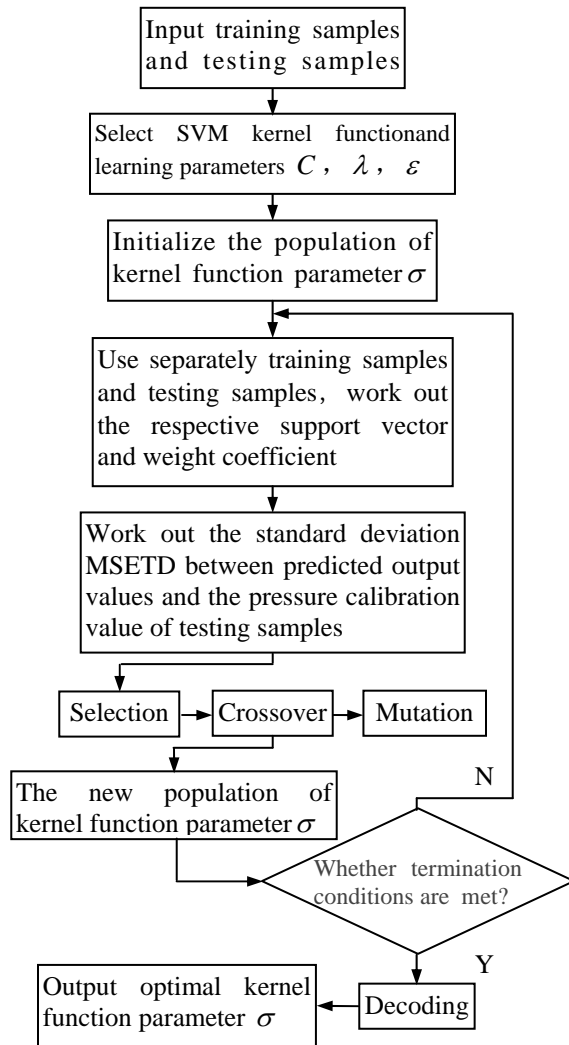 Input training samples
and testing samples
Select SVM kernel functionand
learning parameters C， λ， ε
Initialize the population of
kernel function parameter σ
Use separately training samples
and testing samples， work out
the respective support vector
and weight coefficient
Work out the standard deviation
MSETD between predicted output
values and the pressure calibration
value of testing samples
Selection
Crossover
Mutation
The new population of
kernel function parameter σ
N
Whether termination
conditions are met?
Y
Decoding
Output optimal kernel
function parameter σ